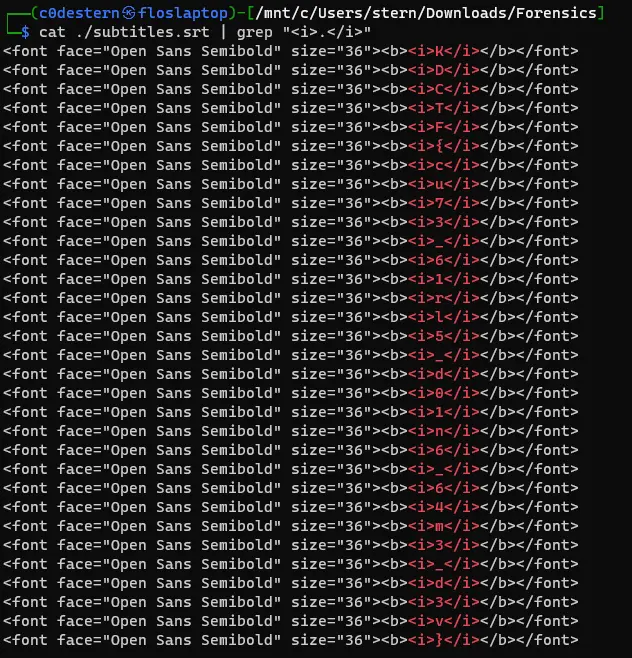 ┌──(c0destern㉿floslaptop)-[/mnt/c/Users/stern/Downloads/Forensics]
└─$ cat ./subtitles.srt | grep "<i>.</i>"
<font face="Open Sans Semibold" size="36"><b><i>K</i></b></font>
<font face="Open Sans Semibold" size="36"><b><i>D</i></b></font>
<font face="Open Sans Semibold" size="36"><b><i>C</i></b></font>
<font face="Open Sans Semibold" size="36"><b><i>T</i></b></font>
<font face="Open Sans Semibold" size="36"><b><i>F</i></b></font>
<font face="Open Sans Semibold" size="36"><b><i>{</i></b></font>
<font face="Open Sans Semibold" size="36"><b><i>c</i></b></font>
<font face="Open Sans Semibold" size="36"><b><i>u</i></b></font>
<font face="Open Sans Semibold" size="36"><b><i>7</i></b></font>
<font face="Open Sans Semibold" size="36"><b><i>3</i></b></font>
<font face="Open Sans Semibold" size="36"><b><i>_</i></b></font>
<font face="Open Sans Semibold" size="36"><b><i>6</i></b></font>
<font face="Open Sans Semibold" size="36"><b><i>1</i></b></font>
<font face="Open Sans Semibold" size="36"><b><i>r</i></b></font>
<font face="Open Sans Semibold" size="36"><b><i>l</i></b></font>
<font face="Open Sans Semibold" size="36"><b><i>5</i></b></font>
<font face="Open Sans Semibold" size="36"><b><i>_</i></b></font>
<font face="Open Sans Semibold" size="36"><b><i>d</i></b></font>
<font face="Open Sans Semibold" size="36"><b><i>0</i></b></font>
<font face="Open Sans Semibold" size="36"><b><i>1</i></b></font>
<font face="Open Sans Semibold" size="36"><b><i>n</i></b></font>
<font face="Open Sans Semibold" size="36"><b><i>6</i></b></font>
<font face="Open Sans Semibold" size="36"><b><i>_</i></b></font>
<font face="Open Sans Semibold" size="36"><b><i>6</i></b></font>
<font face="Open Sans Semibold" size="36"><b><i>4</i></b></font>
<font face="Open Sans Semibold" size="36"><b><i>m</i></b></font>
<font face="Open Sans Semibold" size="36"><b><i>3</i></b></font>
<font face="Open Sans Semibold" size="36"><b><i>_</i></b></font>
<font face="Open Sans Semibold" size="36"><b><i>d</i></b></font>
<font face="Open Sans Semibold" size="36"><b><i>3</i></b></font>
<font face="Open Sans Semibold" size="36"><b><i>v</i></b></font>
<font face="Open Sans Semibold" size="36"><b><i>}</i></b></font>